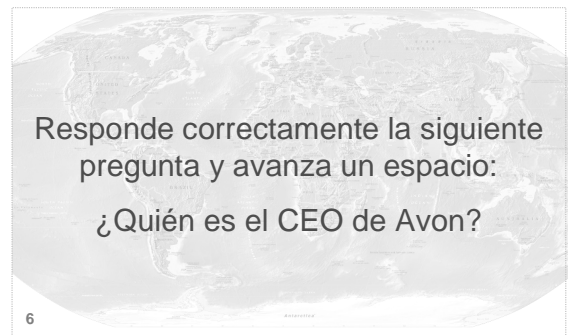 Responde correctamente la siguiente
pregunta y avanza un espacio:
¿Quién es el CEO de Avon?
6